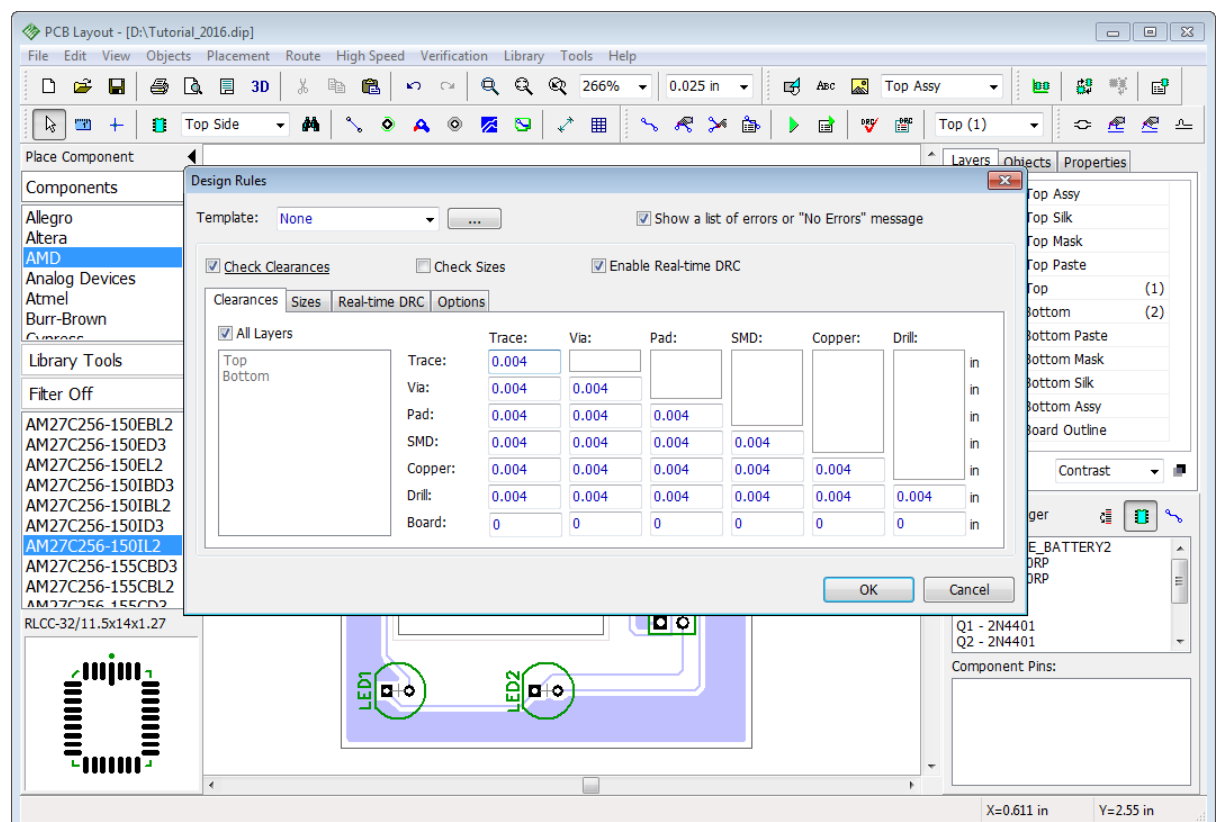 PCB Layout - [D:\Tutorial_2016.dip]
File Edit View Objects Placement Route High Speed Verification Library Tools Help
3D 266% 0.025 in ABC Top Assy
Top Side DRC DRC Top (1)
Place Component
Components
Allegro
Altera
AMD
Analog Devices
Atmel
Burr-Brown
Cypress
Library Tools
Filter Off
AM27C256-150EBL2
AM27C256-150ED3
AM27C256-150EL2
AM27C256-150IBD3
AM27C256-150IBL2
AM27C256-150ID3
AM27C256-150IL2
AM27C256-155CBD3
AM27C256-155CBL2
AM27C256-155CD3
RLCC-32/11.5x14x1.27
Design Rules
Template: None ... Show a list of errors or "No Errors" message
Check Clearances Check Sizes Enable Real-time DRC
Clearances Sizes Real-time DRC Options
All Layers
Top
Bottom
Trace: Via: Pad: SMD: Copper: Drill:
Trace: 0.004 in
Via: 0.004 0.004 in
Pad: 0.004 0.004 0.004 in
SMD: 0.004 0.004 0.004 0.004 in
Copper: 0.004 0.004 0.004 0.004 0.004 in
Drill: 0.004 0.004 0.004 0.004 0.004 0.004 in
Board: 0 0 0 0 0 0 in
OK Cancel
LED1
LED2
Layers Objects Properties
Top Assy
Top Silk
Top Mask
Top Paste
Top (1)
Bottom (2)
Bottom Paste
Bottom Mask
Bottom Silk
Bottom Assy
Board Outline
Contrast
ger
E_BATTERY2
ORP
ORP
Q1 - 2N4401
Q2 - 2N4401
Component Pins:
X=0.611 in Y=2.55 in